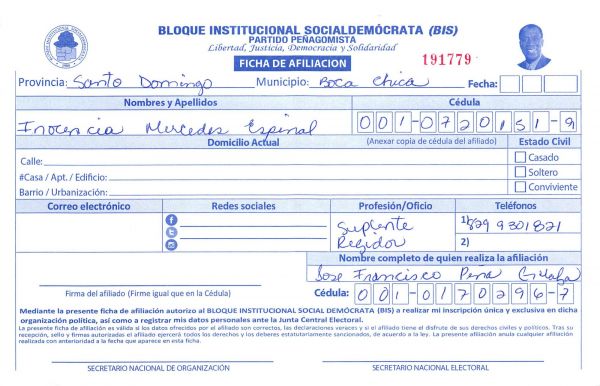 BLOQUE INSTITUCIONAL SOCIALDEMÓCRATA (BIS)
PARTIDO PEÑAGOMISTA
Libertad, Justicia, Democracia y Solidaridad
FICHA DE AFILIACION
191779
Provincia: Santo Domingo Municipio: Boca Chica Fecha:
Nombres y Apellidos Cédula
Inocencia Mercedes Espinal 001-0720151-9
Domicilio Actual (Anexar copia de cédula del afiliado) Estado Civil
Calle: Casado
#Casa / Apt. / Edificio: Soltero
Barrio / Urbanización: Conviviente
Correo electrónico Redes sociales Profesión/Oficio Teléfonos
Suplente 1) 829 9301821
Regidor 2)
Nombre completo de quien realiza la afiliación
Jose Francisco Peña
Firma del afiliado (Firme igual que en la Cédula) Cédula: 001-0170296-7
Mediante la presente ficha de afiliación autorizo al BLOQUE INSTITUCIONAL SOCIAL DEMÓCRATA (BIS) a realizar mi inscripción única y exclusiva en dicha
organización política, así como a registrar mis datos personales ante la Junta Central Electoral.
La presente ficha de afiliación es válida si los datos ofrecidos por el afiliado son correctos, las declaraciones veraces y si el afiliado tiene el disfrute de sus derechos civiles y políticos. Tras su
recepción, sello y firmas autorizadas el afiliado ejercerá todos los derechos y los deberes estatutariamente sancionados, de acuerdo a la ley. La presente afiliación anula cualquier afiliación
realizada con anterioridad a la fecha que aparece en esta ficha.
SECRETARIO NACIONAL DE ORGANIZACIÓN SECRETARIO NACIONAL ELECTORAL